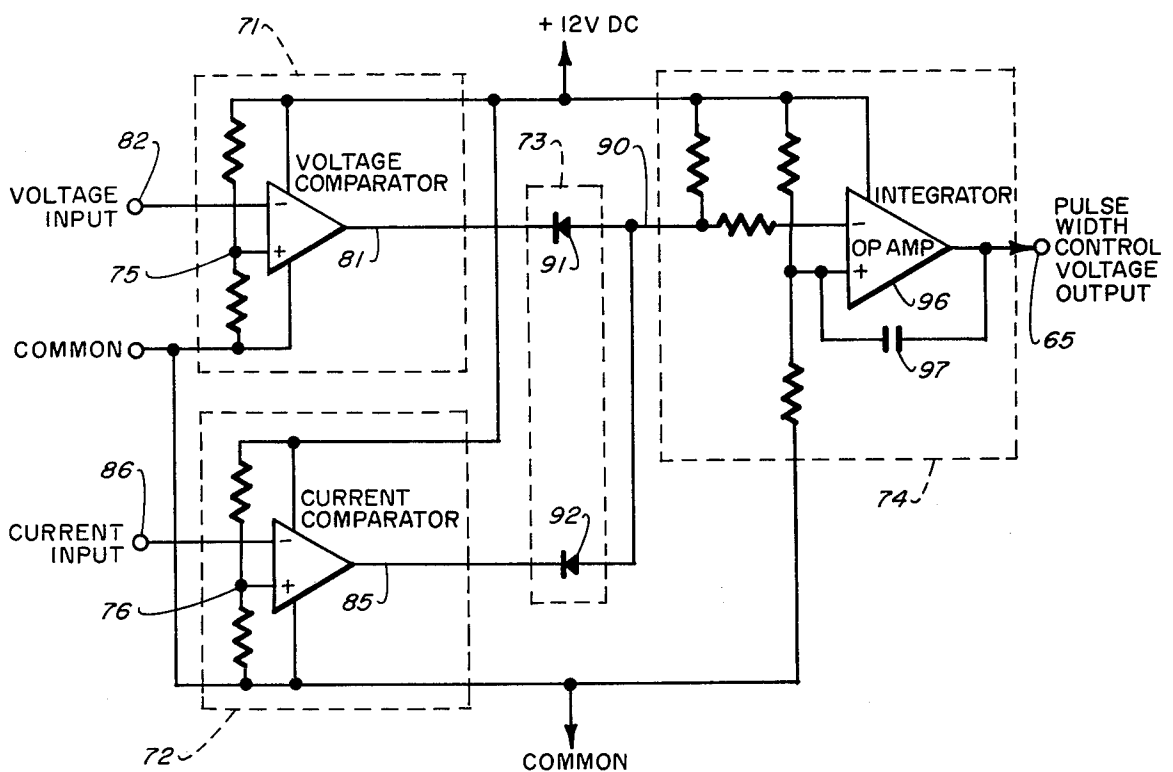 71
+ 12V DC
74
82
VOLTAGE
INPUT
VOLTAGE
COMPARATOR
−
+
75
81
73
90
91
INTEGRATOR
−
OP AMP
+
96
97
PULSE
WIDTH
CONTROL
VOLTAGE
OUTPUT
65
COMMON
86
CURRENT
INPUT
CURRENT
COMPARATOR
−
+
76
85
92
72
COMMON